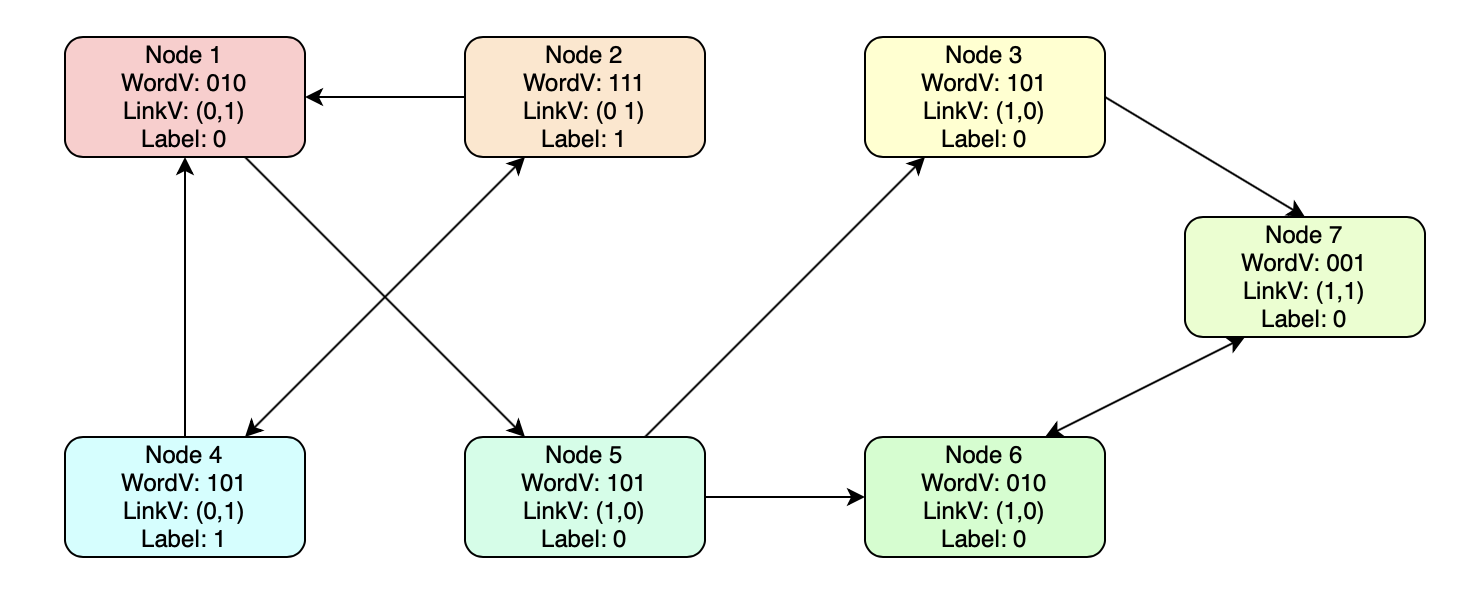 Node 1
WordV: 010
LinkV: (0,1)
Label: 0
Node 2
WordV: 111
LinkV: (0 1)
Label: 1
Node 3
WordV: 101
LinkV: (1,0)
Label: 0
Node 7
WordV: 001
LinkV: (1,1)
Label: 0
Node 4
WordV: 101
LinkV: (0,1)
Label: 1
Node 5
WordV: 101
LinkV: (1,0)
Label: 0
Node 6
WordV: 010
LinkV: (1,0)
Label: 0